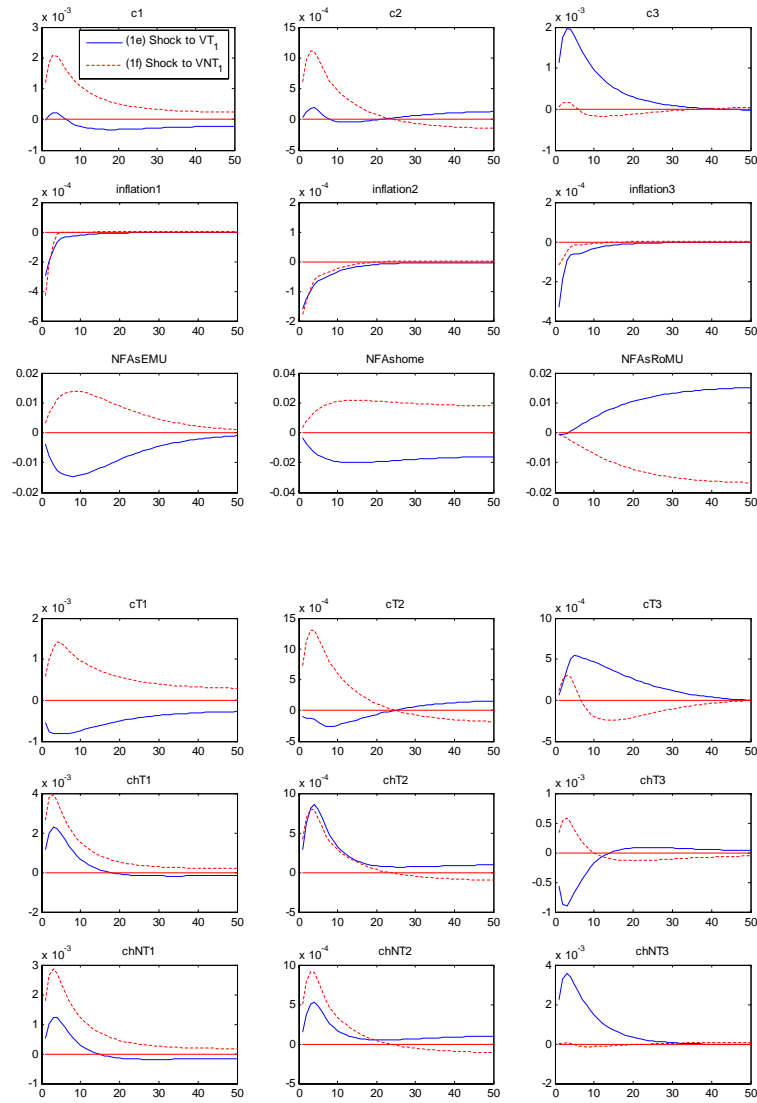 c1 c2 c3
x 10^-3 x 10^-4 x 10^-3
3 15 2
2 10
1 5 1
0 0 0
-1 -5 -1
(1e) Shock to VT1
(1f) Shock to VNT1
0 10 20 30 40 50 0 10 20 30 40 50 0 10 20 30 40 50
inflation1 inflation2 inflation3
x 10^-4 x 10^-4 x 10^-4
2 2 2
0 0
-2 0 -2
-4
-6 -2 -4
0 10 20 30 40 50 0 10 20 30 40 50 0 10 20 30 40 50
NFAsEMU NFAshome NFAsRoMU
0.02 0.04 0.02
0.01 0.02 0.01
0 0 0
-0.01 -0.02 -0.01
-0.02 -0.04 -0.02
0 10 20 30 40 50 0 10 20 30 40 50 0 10 20 30 40 50
cT1 cT2 cT3
x 10^-3 x 10^-4 x 10^-4
2 15 10
1 10 5
5
0 0 0
-1 -5 -5
0 10 20 30 40 50 0 10 20 30 40 50 0 10 20 30 40 50
chT1 chT2 chT3
x 10^-3 x 10^-4 x 10^-3
4 10 1
2 5 0.5
0 0 0
-0.5
-2 -5 -1
0 10 20 30 40 50 0 10 20 30 40 50 0 10 20 30 40 50
chNT1 chNT2 chNT3
x 10^-3 x 10^-4 x 10^-3
3 10 4
2 5 2
1
0 0 0
-1 -5 -2
0 10 20 30 40 50 0 10 20 30 40 50 0 10 20 30 40 50